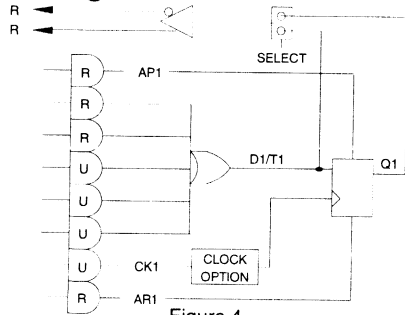 R
R
SELECT
R AP1
R
R
U D1/T1 Q1
U
U
U CK1 CLOCK
OPTION
R AR1
Figure 4